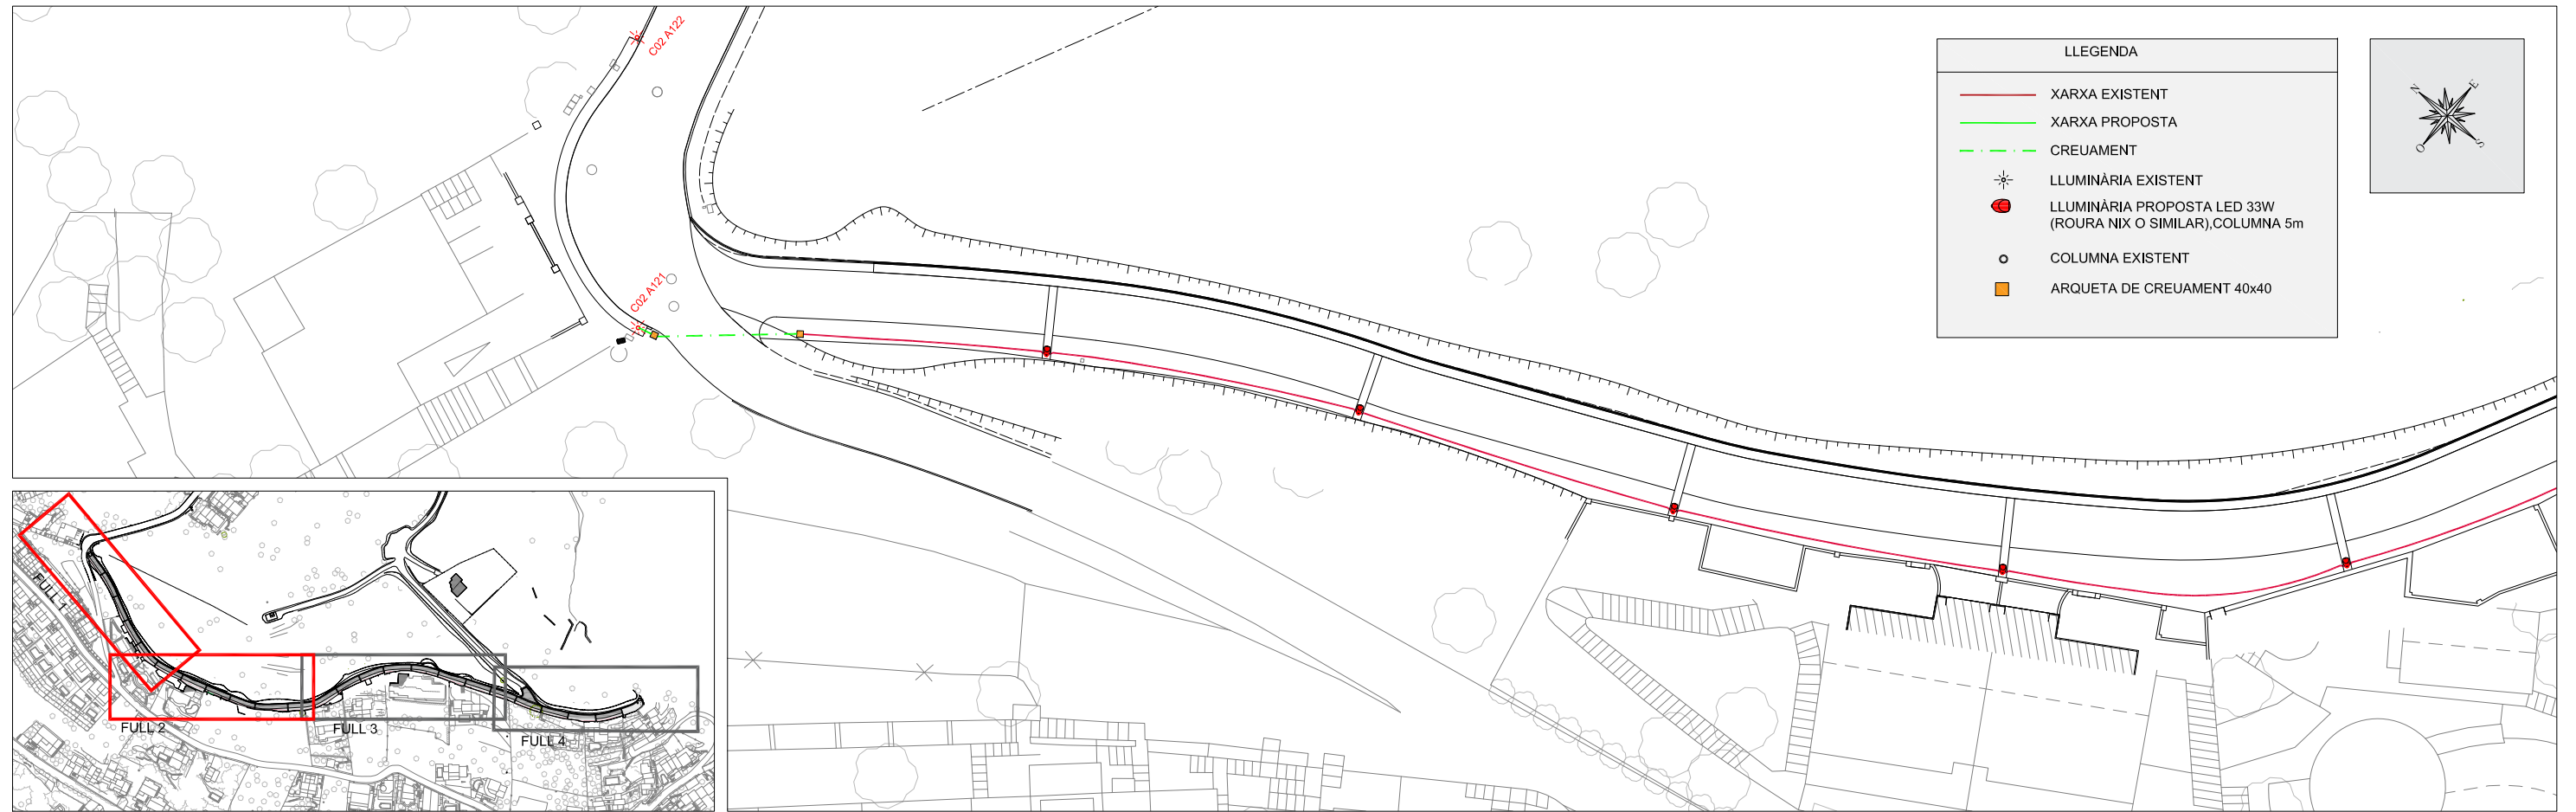 C02 A122
C02 A121
LLEGENDA
XARXA EXISTENT
XARXA PROPOSTA
CREUAMENT
LLUMINÀRIA EXISTENT
LLUMINÀRIA PROPOSTA LED 33W
(ROURA NIX O SIMILAR),COLUMNA 5m
COLUMNA EXISTENT
ARQUETA DE CREUAMENT 40x40
N
E
O
S
FULL 1
FULL 2
FULL 3
FULL 4